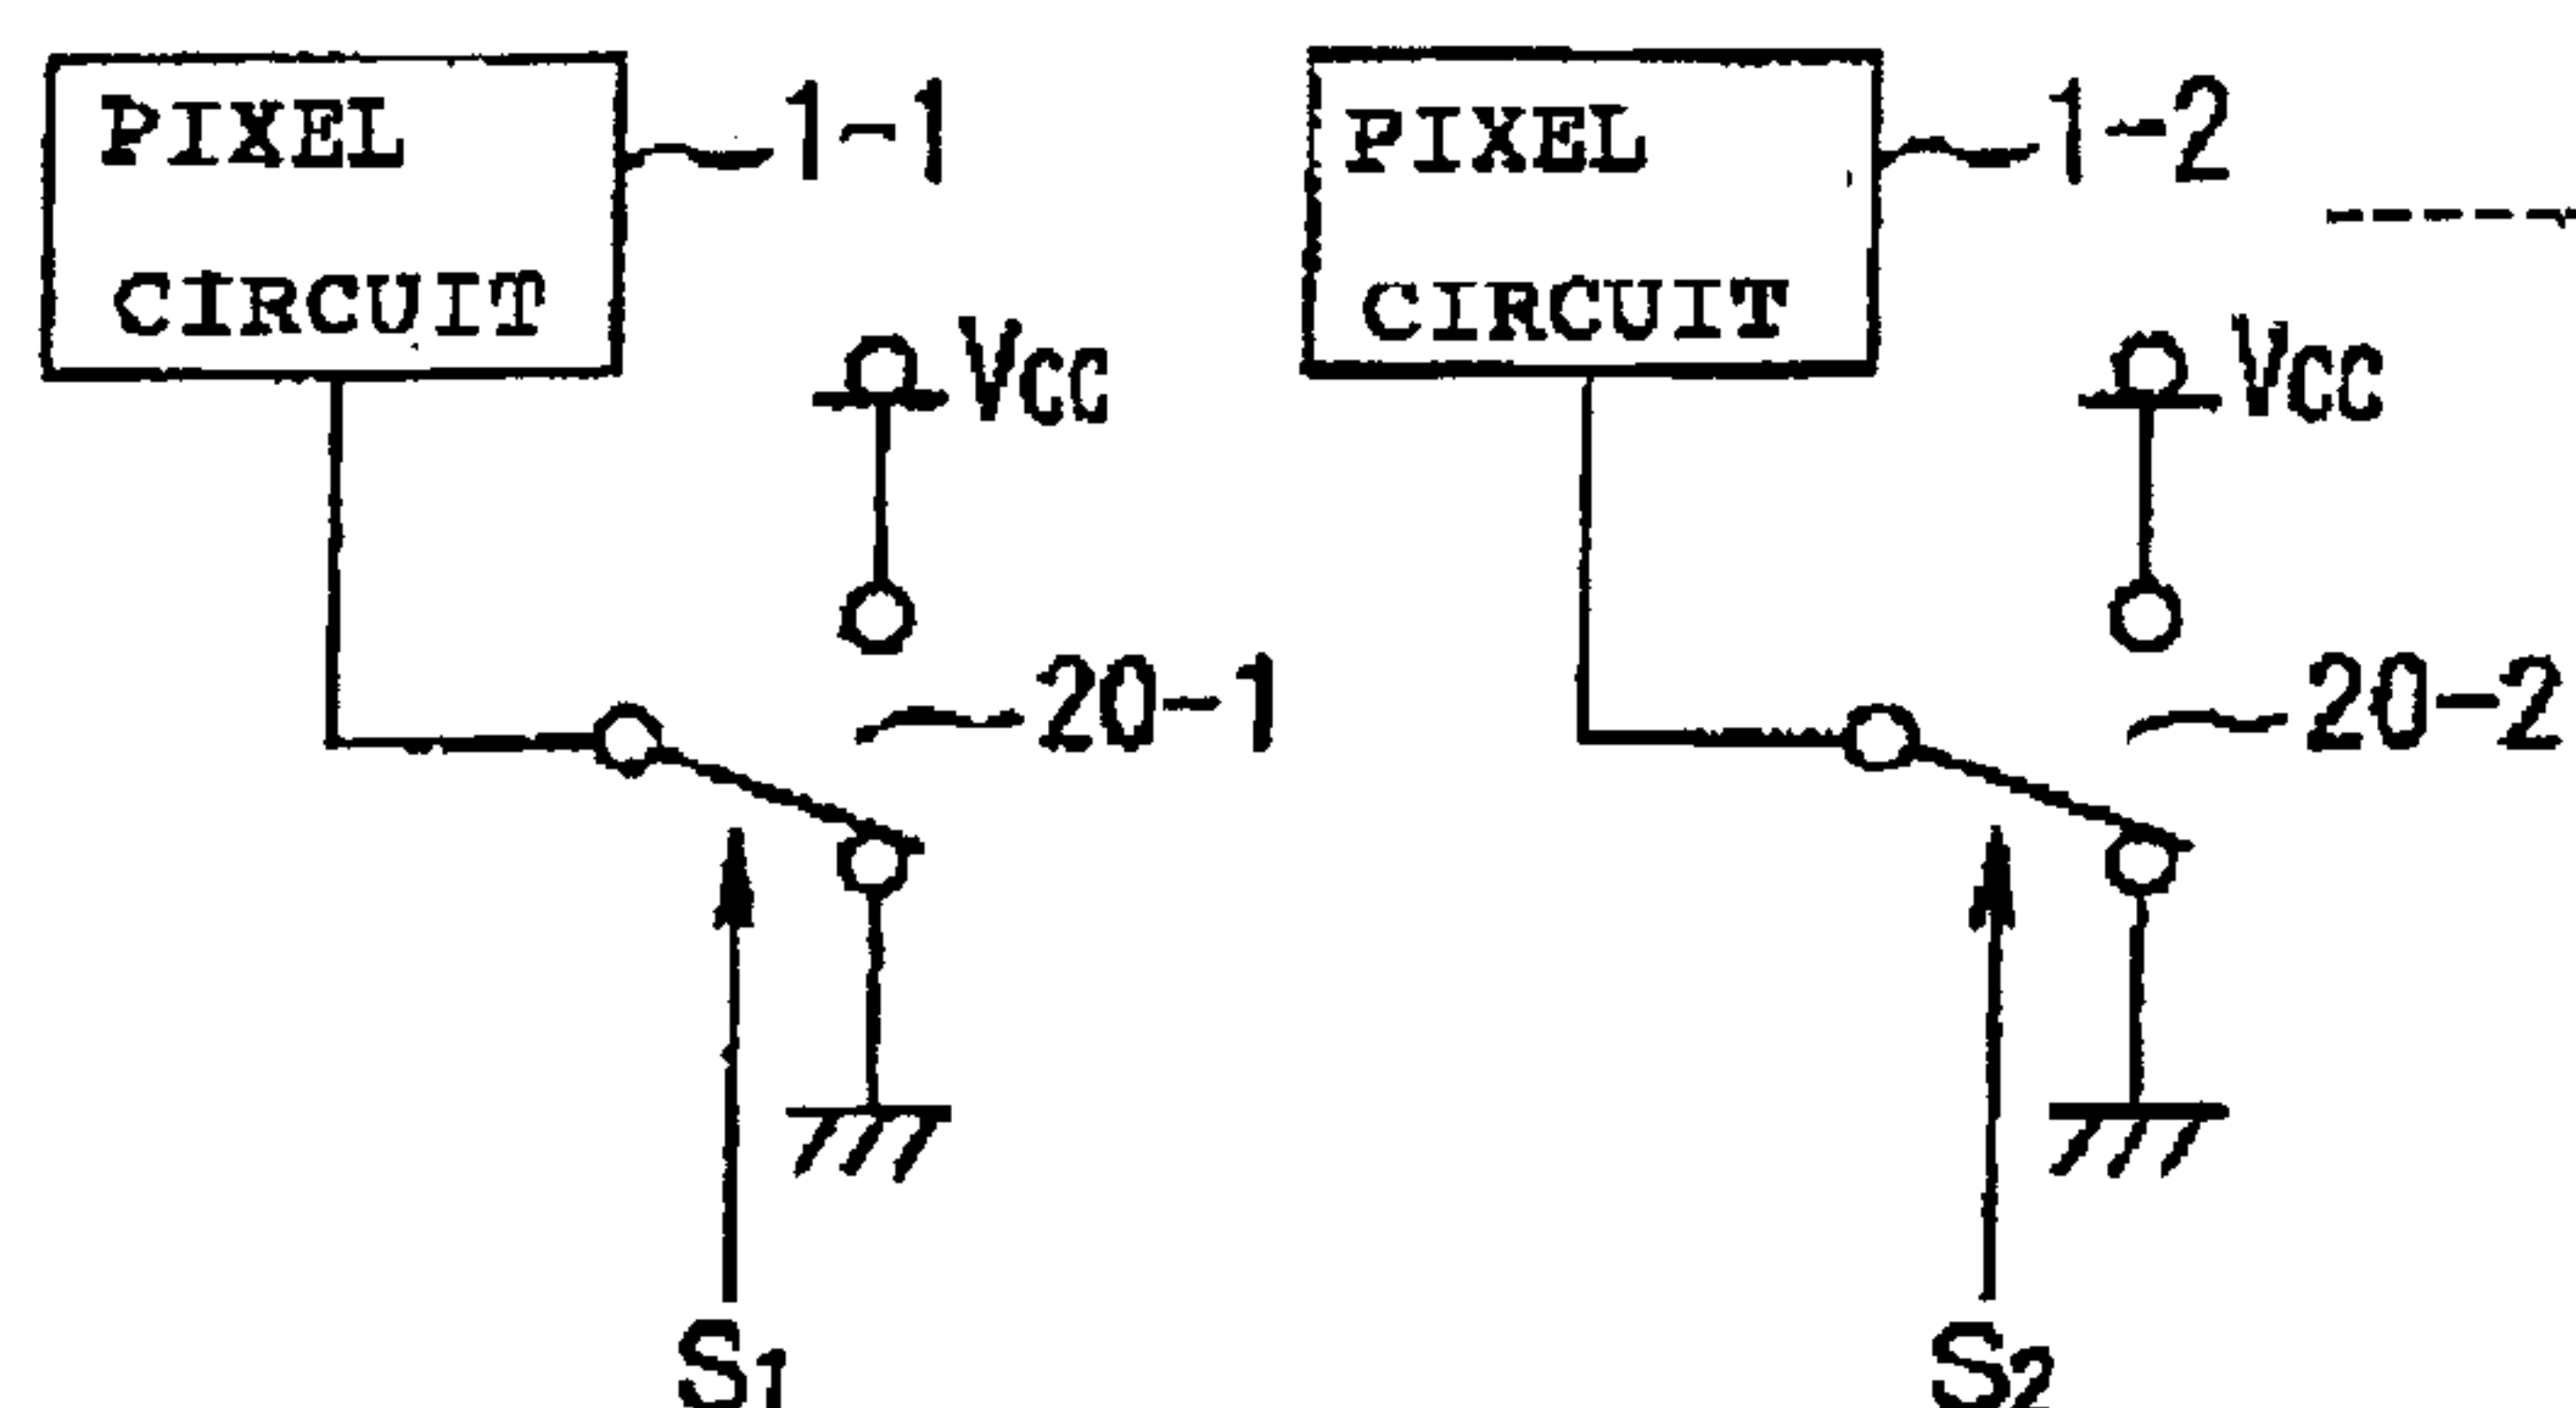 PIXEL
CIRCUIT
1-1
PIXEL
CIRCUIT
1-2
VCC
VCC
20-1
20-2
S1
S2